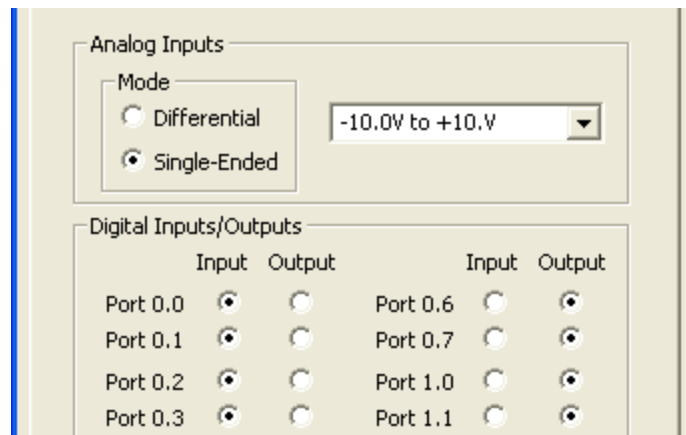 Analog Inputs
Mode
Differential
-10.0V to +10.V
Single-Ended
Digital Inputs/Outputs
Input Output Input Output
Port 0.0 Port 0.6
Port 0.1 Port 0.7
Port 0.2 Port 1.0
Port 0.3 Port 1.1